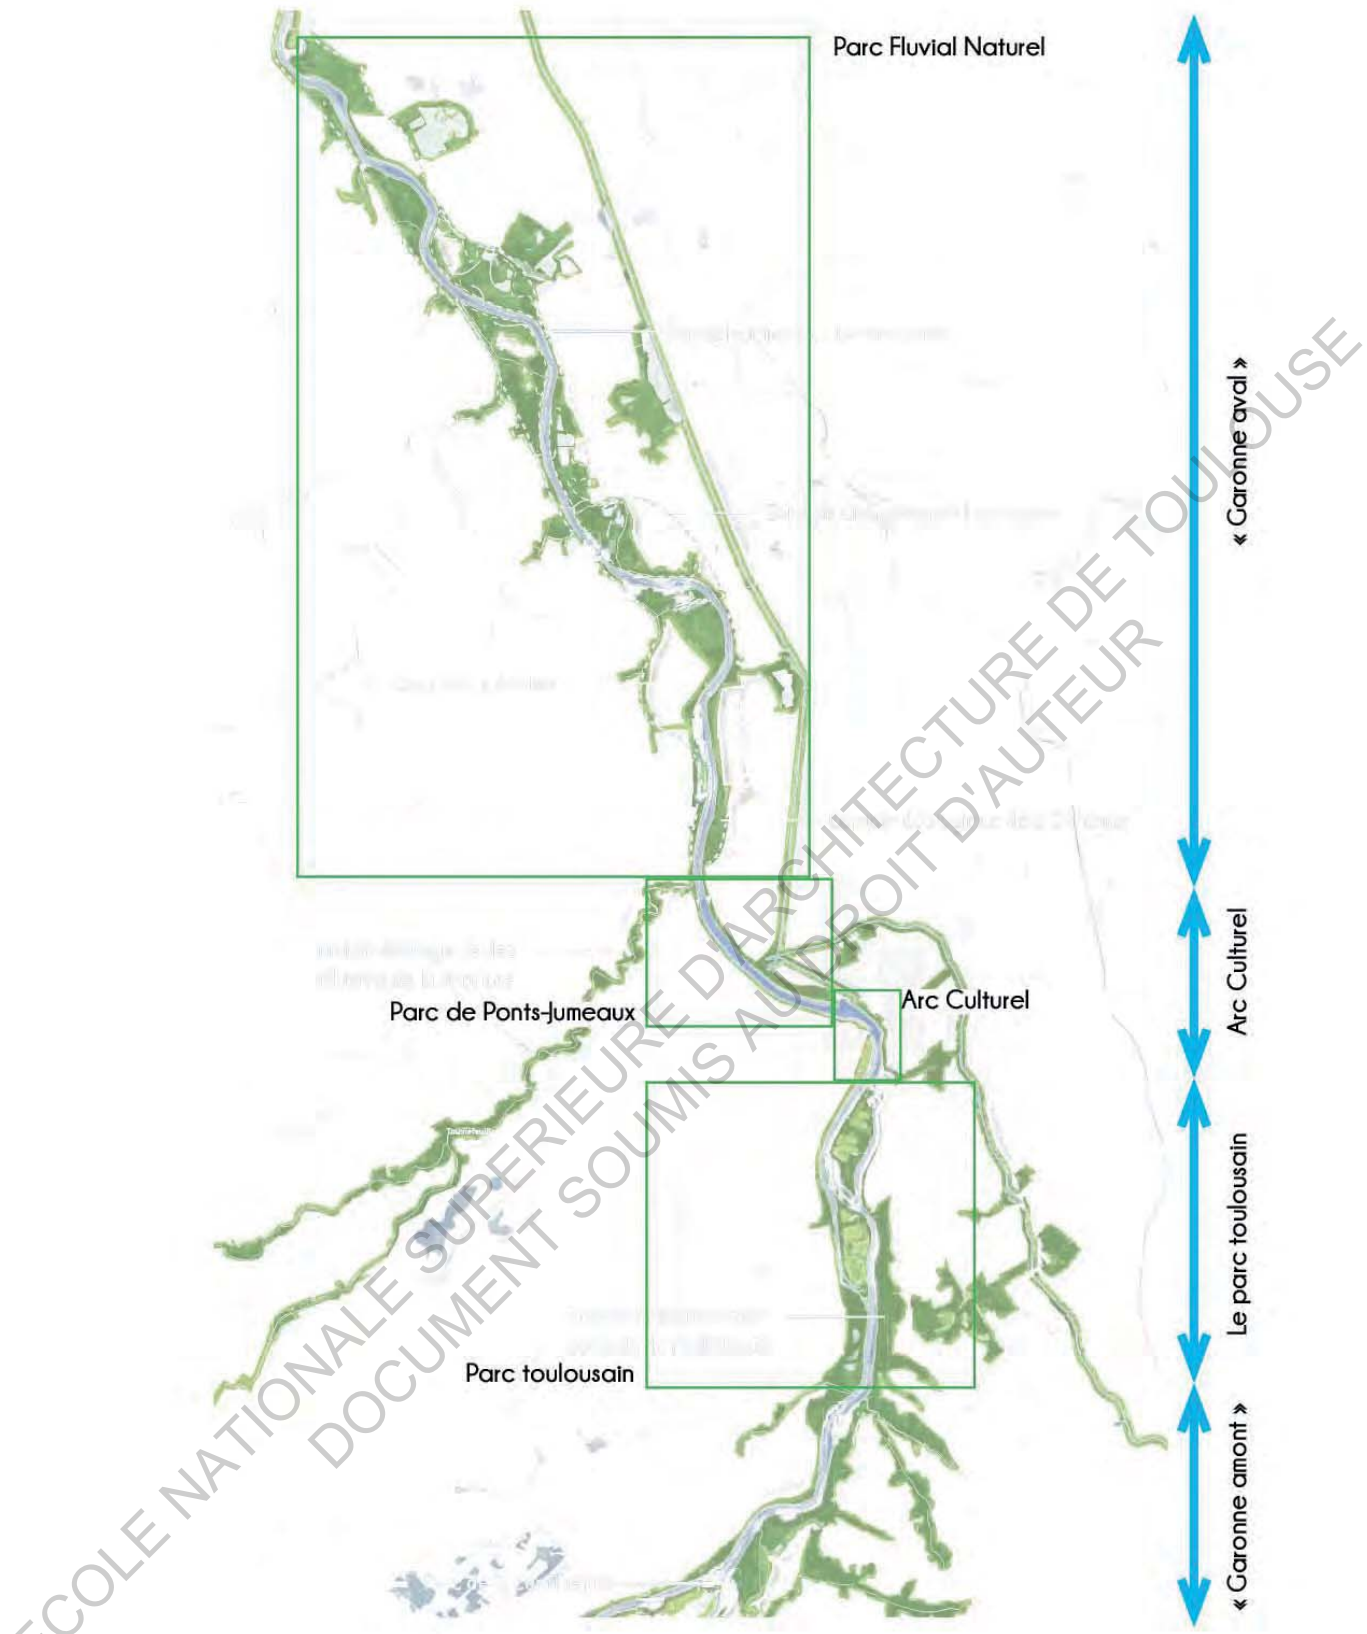 Parc Fluvial Naturel
« Garonne aval »
Arc Culturel
Arc Culturel
Parc de Ponts-Jumeaux
Le parc toulousain
Parc toulousain
« Garonne amont »
ECOLE NATIONALE SUPERIEURE D'ARCHITECTURE DE TOULOUSE
DOCUMENT SOUMIS AU DROIT D'AUTEUR